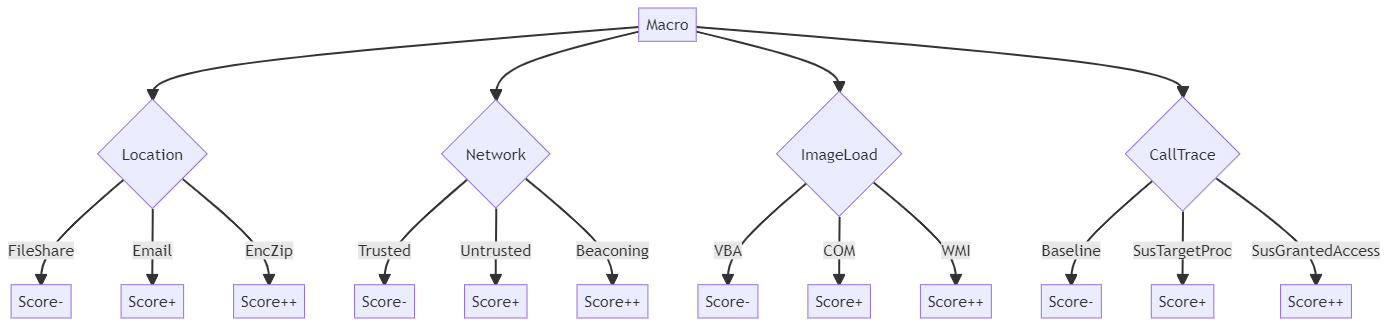 Macro
Location
Network
ImageLoad
CallTrace
FileShare
Email
EncZip
Trusted
Untrusted
Beaconing
VBA
COM
WMI
Baseline
SusTargetProc
SusGrantedAccess
Score-
Score+
Score++
Score-
Score+
Score++
Score-
Score+
Score++
Score-
Score+
Score++